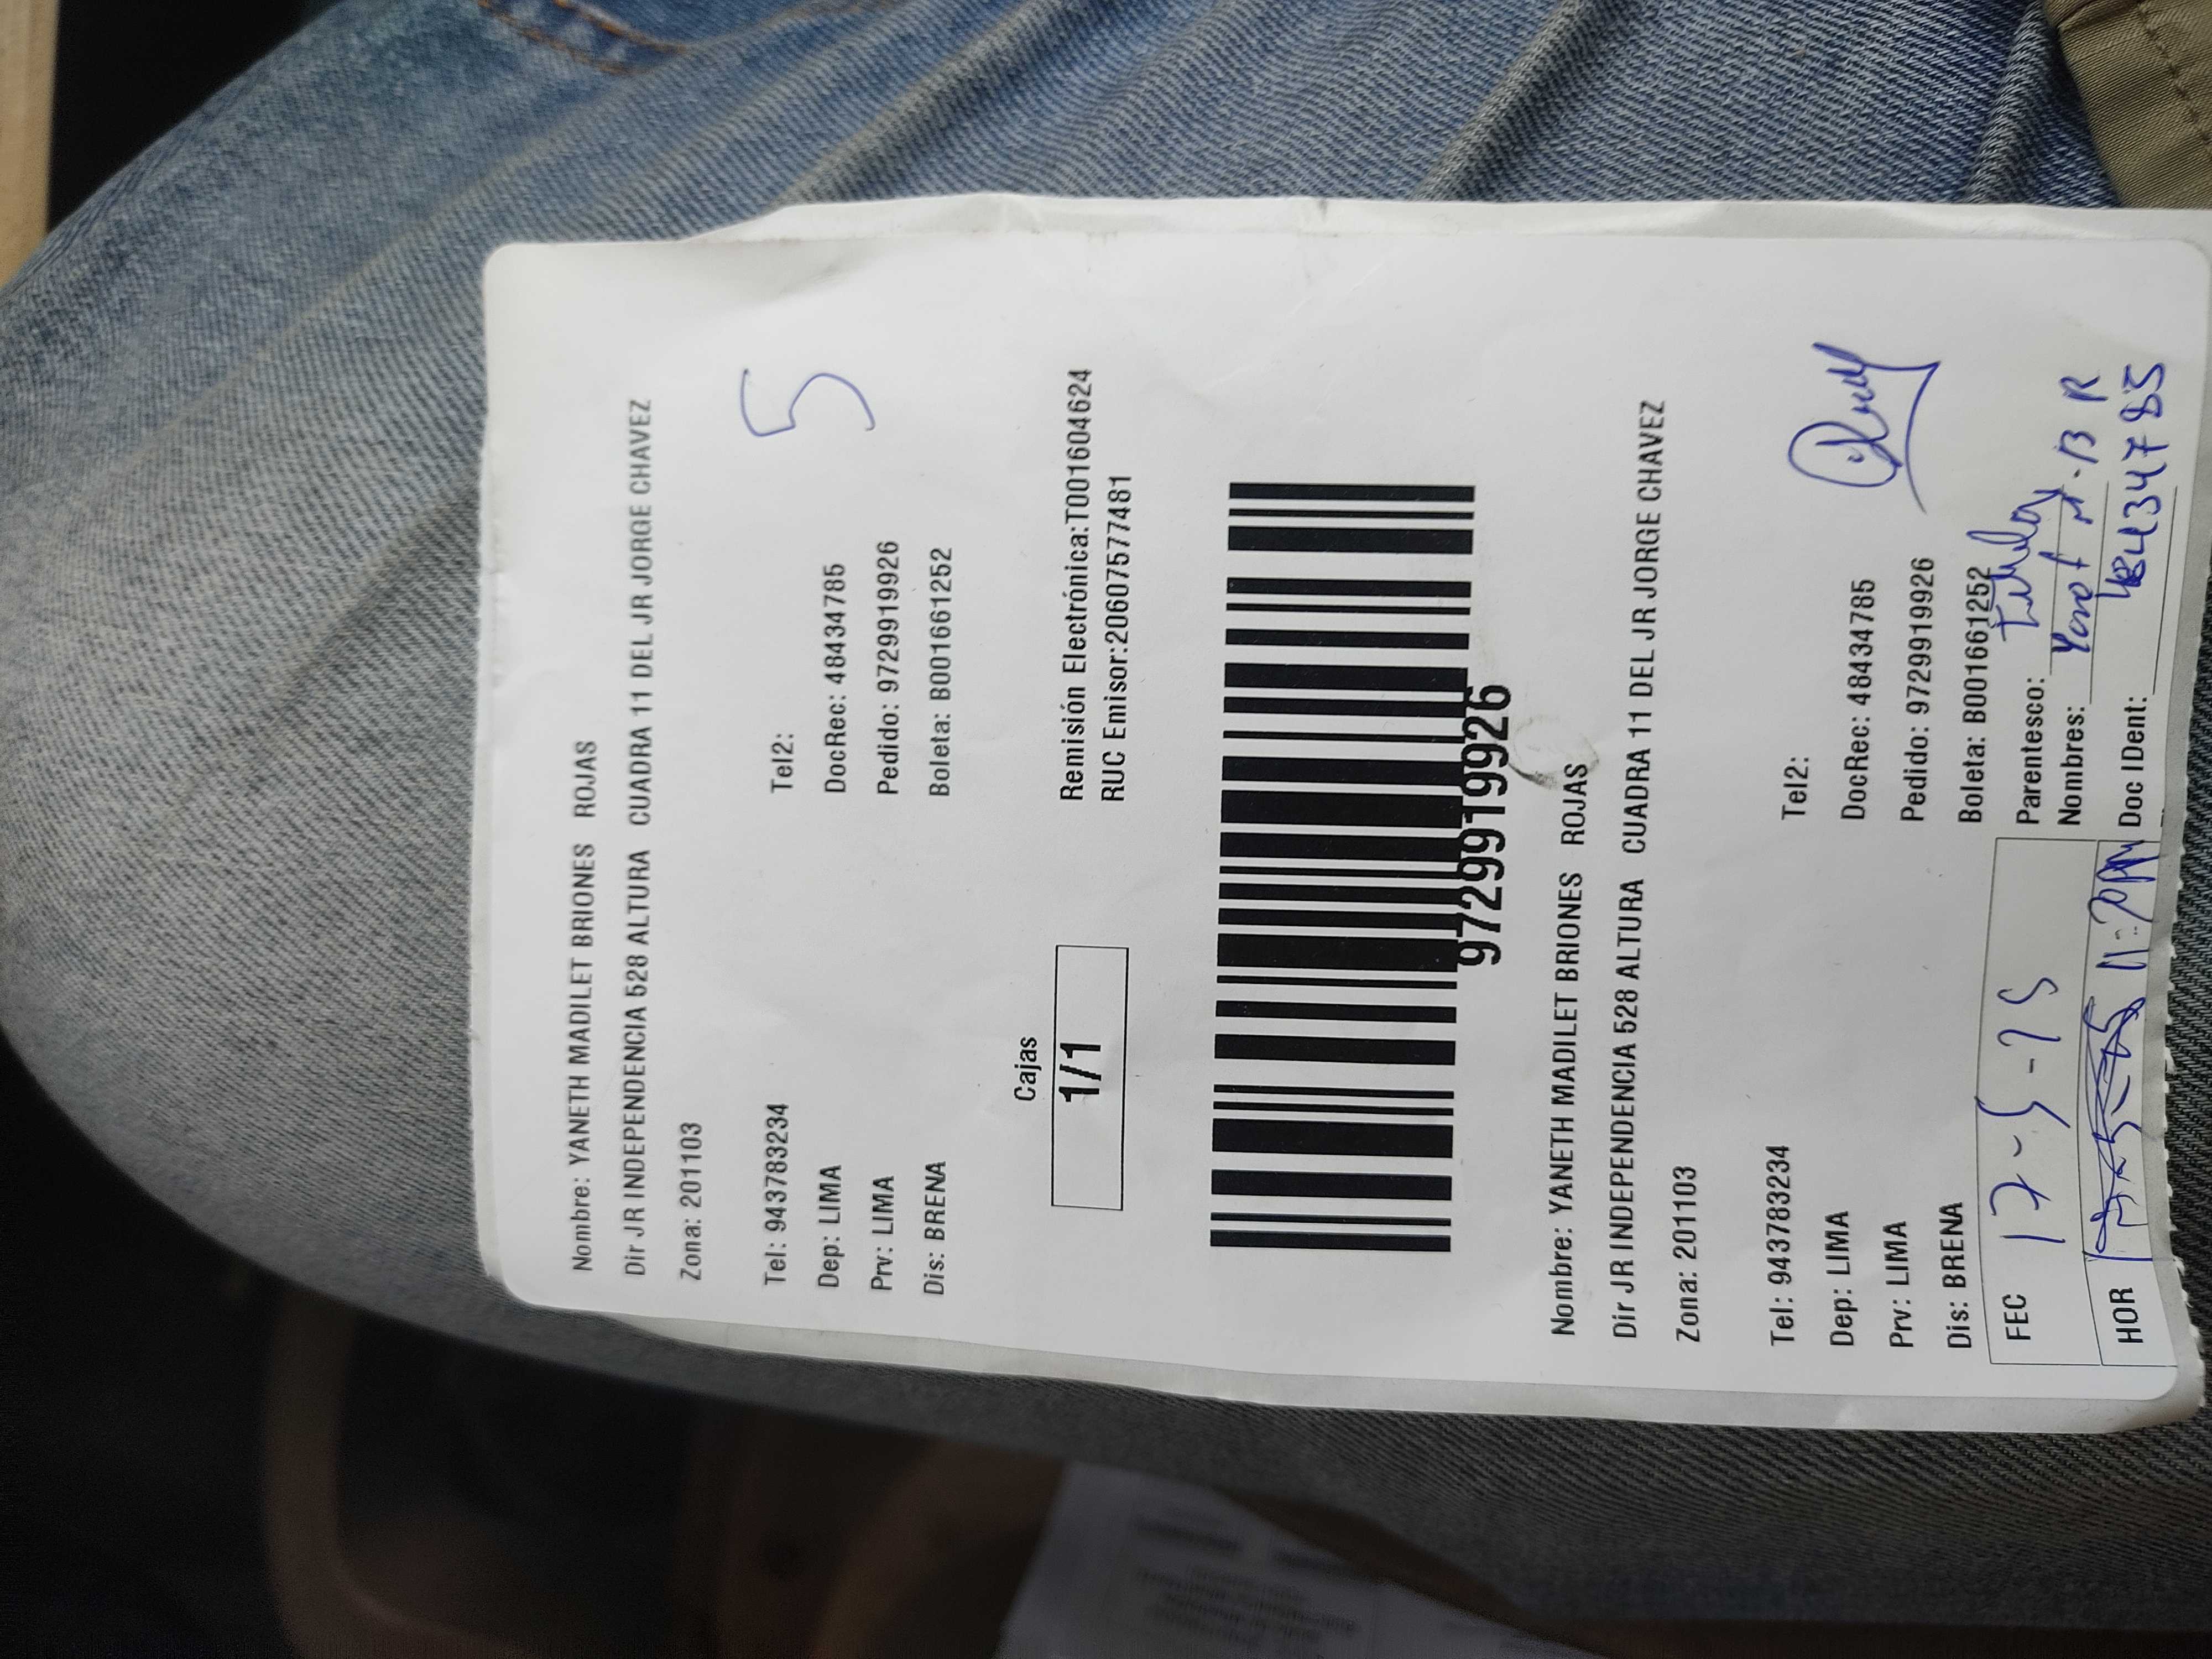 Nombre: YANETH MADILET BRIONES ROJAS
Dir JR INDEPENDENCIA 528 ALTURA CUADRA 11 DEL JR JORGE CHAVEZ
Zona: 201103
5
Tel: 943783234 Tel2:
Dep: LIMA DocRec: 48434785
Prv: LIMA Pedido: 9729919926
Dis: BRENA Boleta: B001661252
Cajas
1/1
Remisión Electrónica:T001604624
RUC Emisor:20607577481
9729919926
Nombre: YANETH MADILET BRIONES ROJAS
Dir JR INDEPENDENCIA 528 ALTURA CUADRA 11 DEL JR JORGE CHAVEZ
Zona: 201103
Tel: 943783234 Tel2:
Dep: LIMA DocRec: 48434785
Prv: LIMA Pedido: 9729919926
Dis: BRENA Boleta: B001661252
FEC 17-5-25 Parentesco:
Nombres:
HOR Doc IDent: